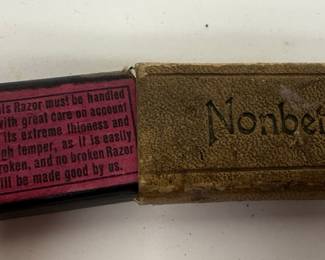 is Razor must be handled
with great care on account
its extreme thinness and
gh temper, as it is easily
roken, and no broken Razor
ill be made good by us.
Nonbe